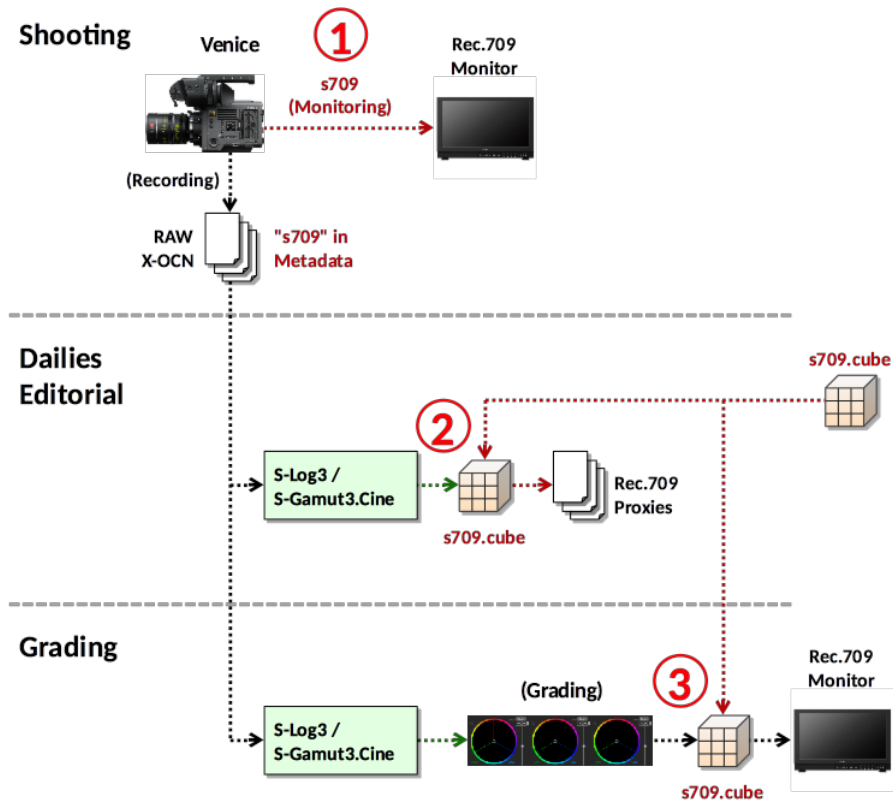 Shooting
Venice
1
Rec.709
Monitor
s709
(Monitoring)
(Recording)
RAW
X-OCN
"s709" in
Metadata
Dailies
Editorial
s709.cube
2
S-Log3 /
S-Gamut3.Cine
s709.cube
Rec.709
Proxies
Grading
(Grading)
3
Rec.709
Monitor
S-Log3 /
S-Gamut3.Cine
s709.cube